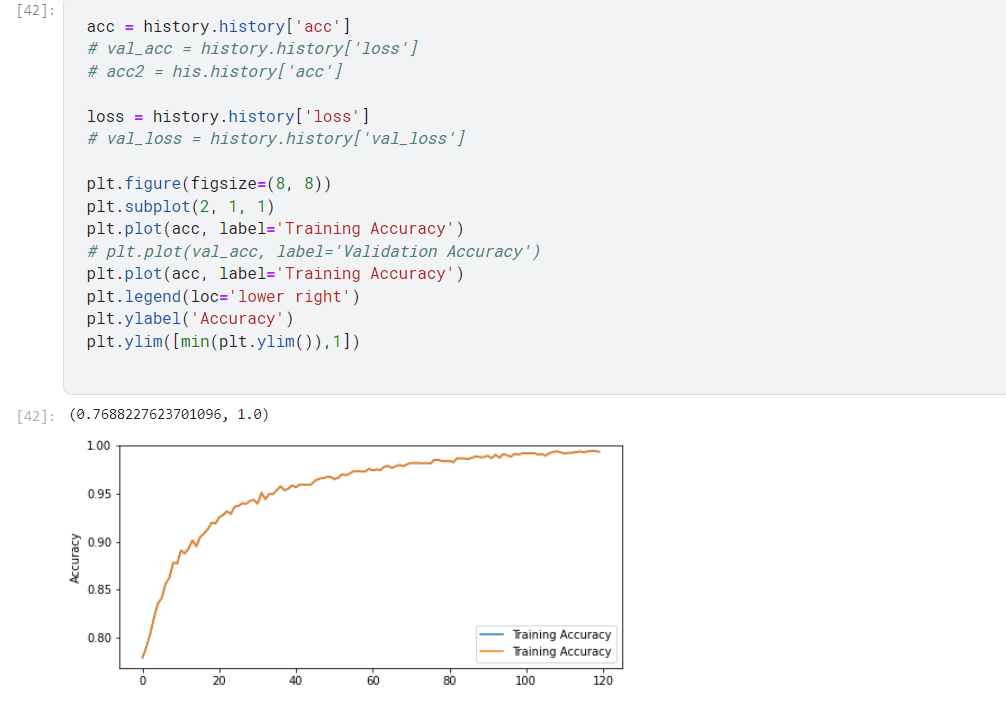 [42]:
acc = history.history['acc']
# val_acc = history.history['loss']
# acc2 = his.history['acc']
loss = history.history['loss']
# val_loss = history.history['val_loss']
plt.figure(figsize=(8, 8))
plt.subplot(2, 1, 1)
plt.plot(acc, label='Training Accuracy')
# plt.plot(val_acc, label='Validation Accuracy')
plt.plot(acc, label='Training Accuracy')
plt.legend(loc='lower right')
plt.ylabel('Accuracy')
plt.ylim([min(plt.ylim()),1])
[42]: (0.7688227623701096, 1.0)
1.00
0.95
0.90
0.85
0.80
Accuracy
Training Accuracy
Training Accuracy
0 20 40 60 80 100 120